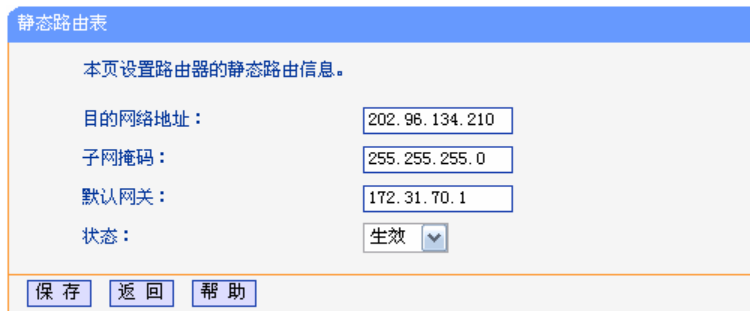 静态路由表
本页设置路由器的静态路由信息。
目的网络地址： 202.96.134.210
子网掩码： 255.255.255.0
默认网关： 172.31.70.1
状态： 生效
保 存 返 回 帮 助